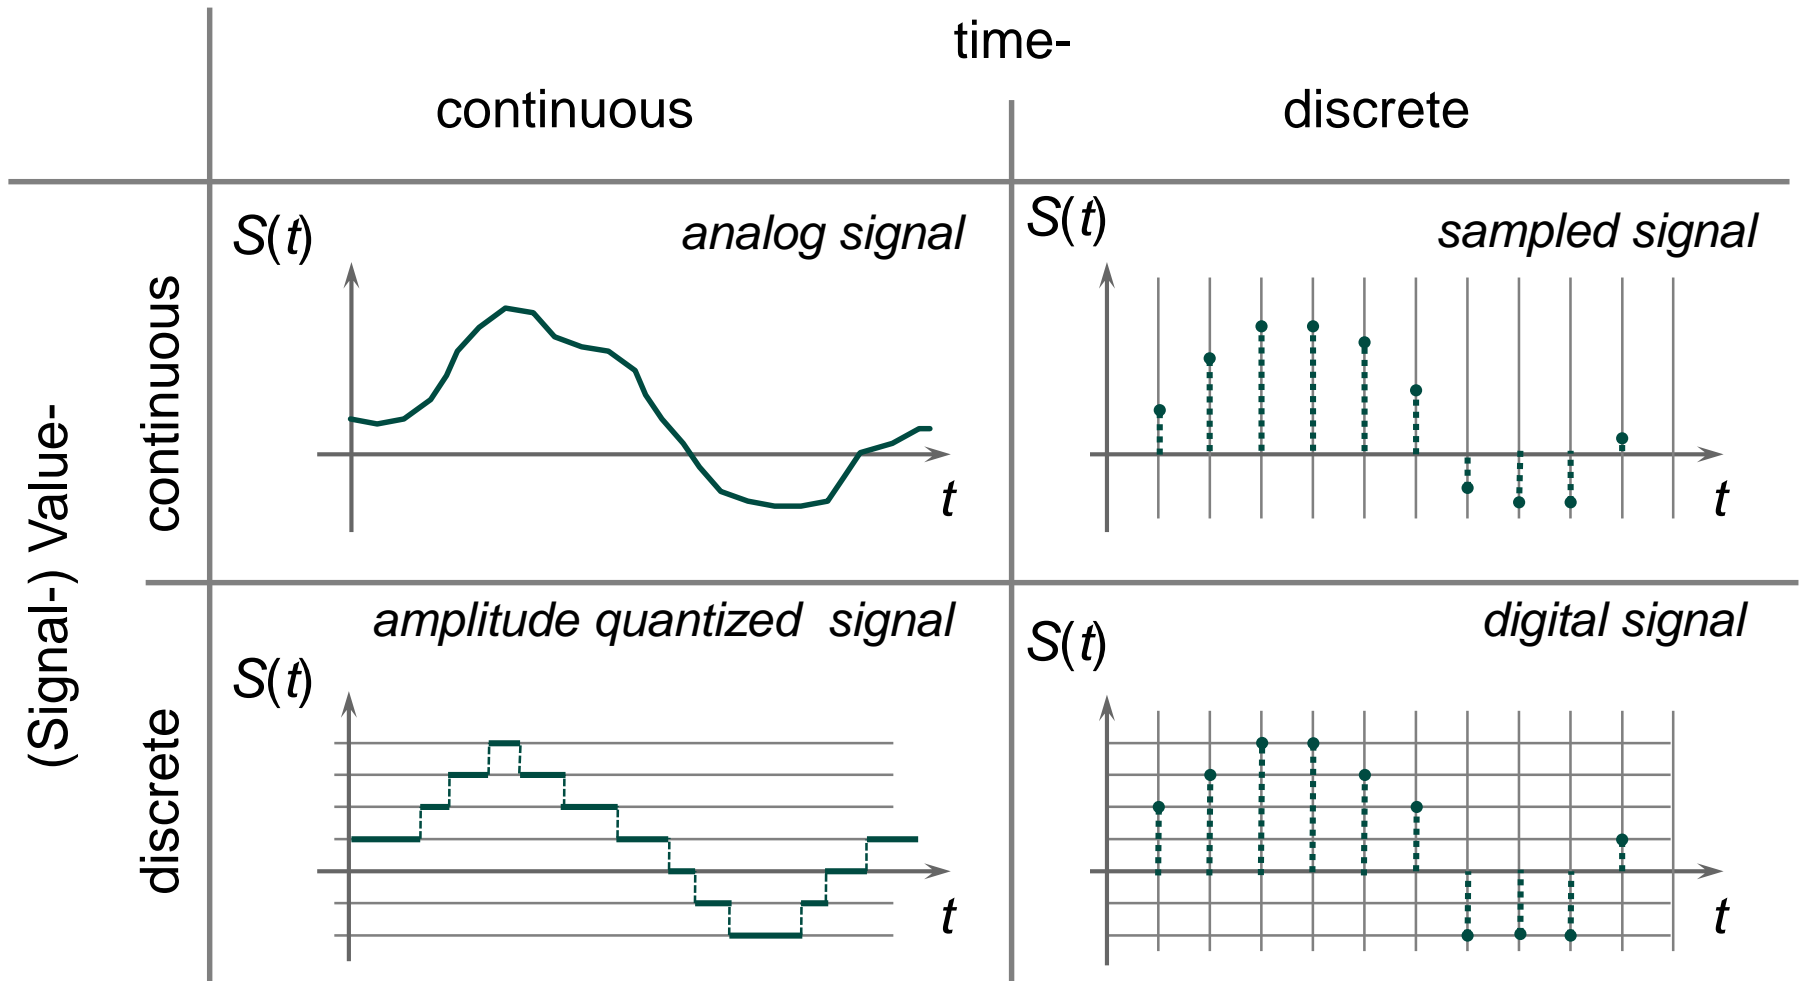 time-
continuous
discrete
(Signal-) Value-
continuous
S(t)
analog signal
t
S(t)
sampled signal
t
discrete
amplitude quantized signal
S(t)
t
digital signal
S(t)
t